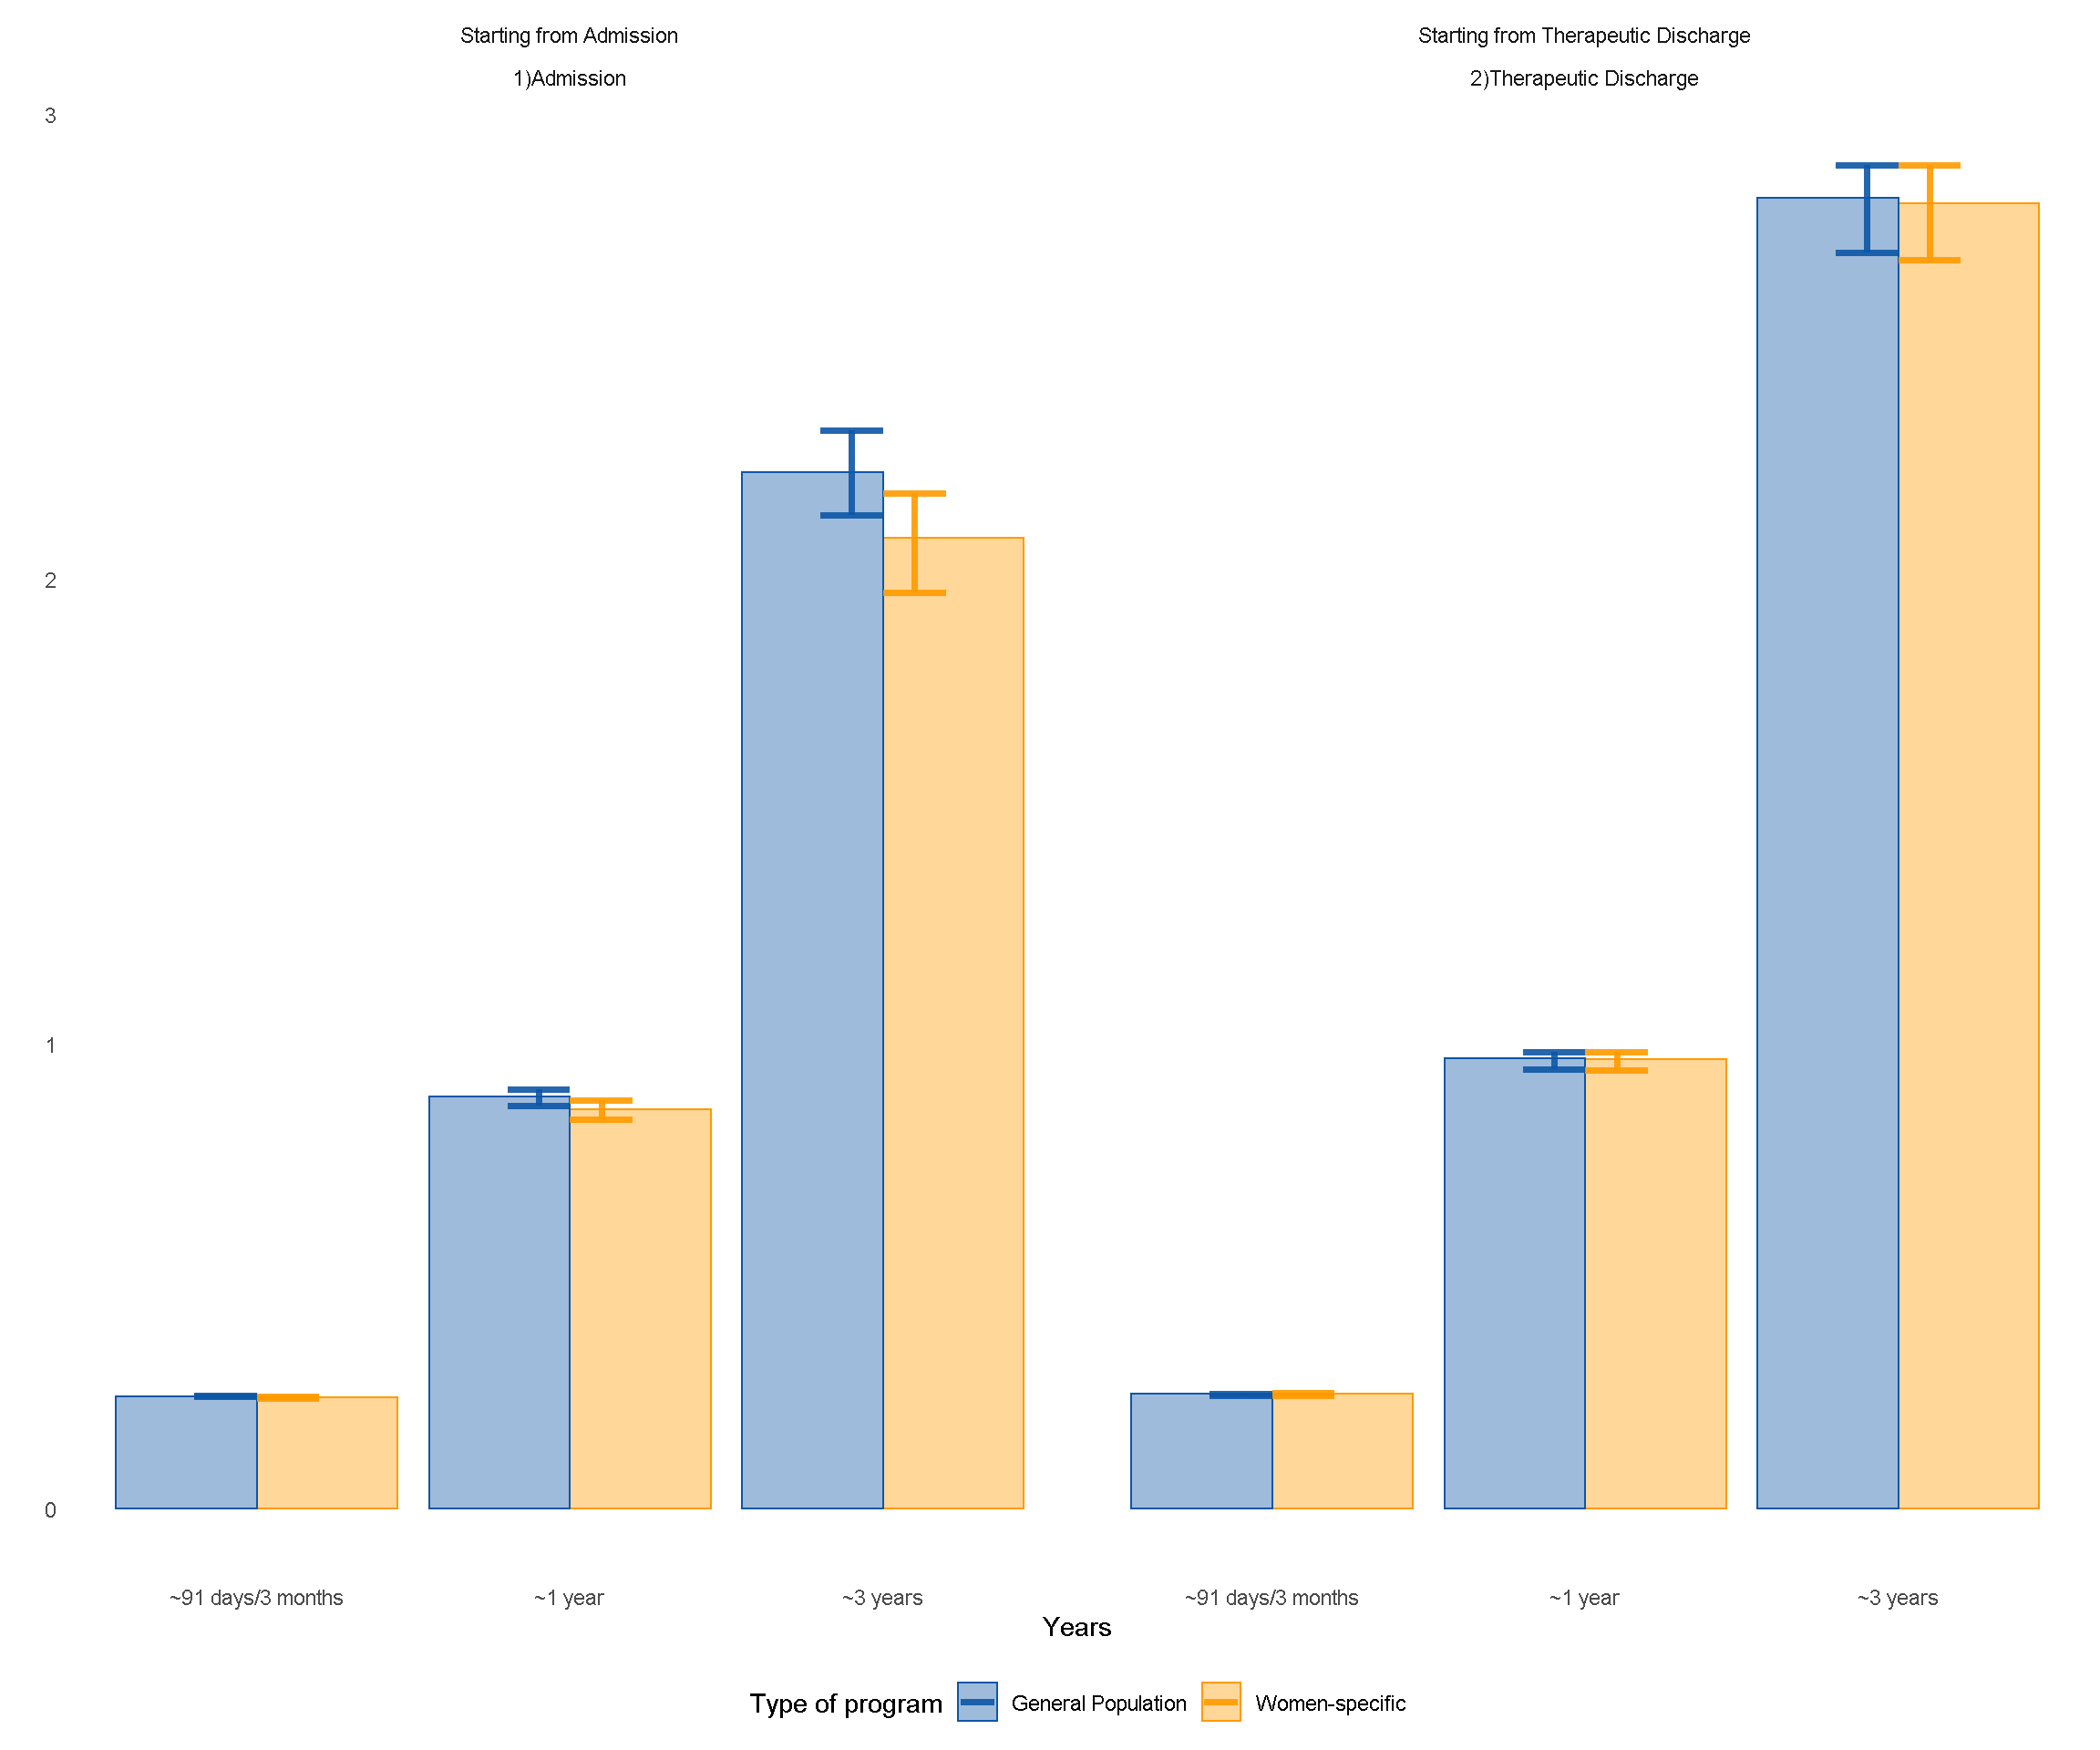 Starting from Admission
1)Admission
Starting from Therapeutic Discharge
2)Therapeutic Discharge
3
2
1
0
~91 days/3 months
~1 year
~3 years
~91 days/3 months
~1 year
~3 years
Years
Type of program
General Population
Women-specific